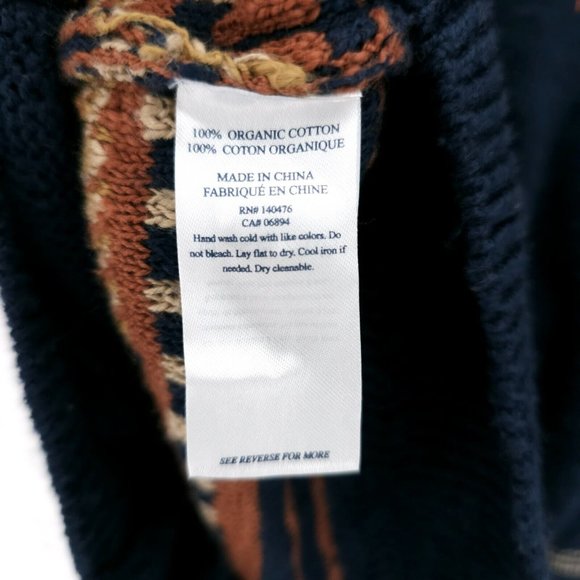 100% ORGANIC COTTON
100% COTON ORGANIQUE
MADE IN CHINA
FABRIQUÉ EN CHINE
RN# 140476
CA# 06894
Hand wash cold with like colors. Do
not bleach. Lay flat to dry. Cool iron if
needed. Dry cleanable.
SEE REVERSE FOR MORE